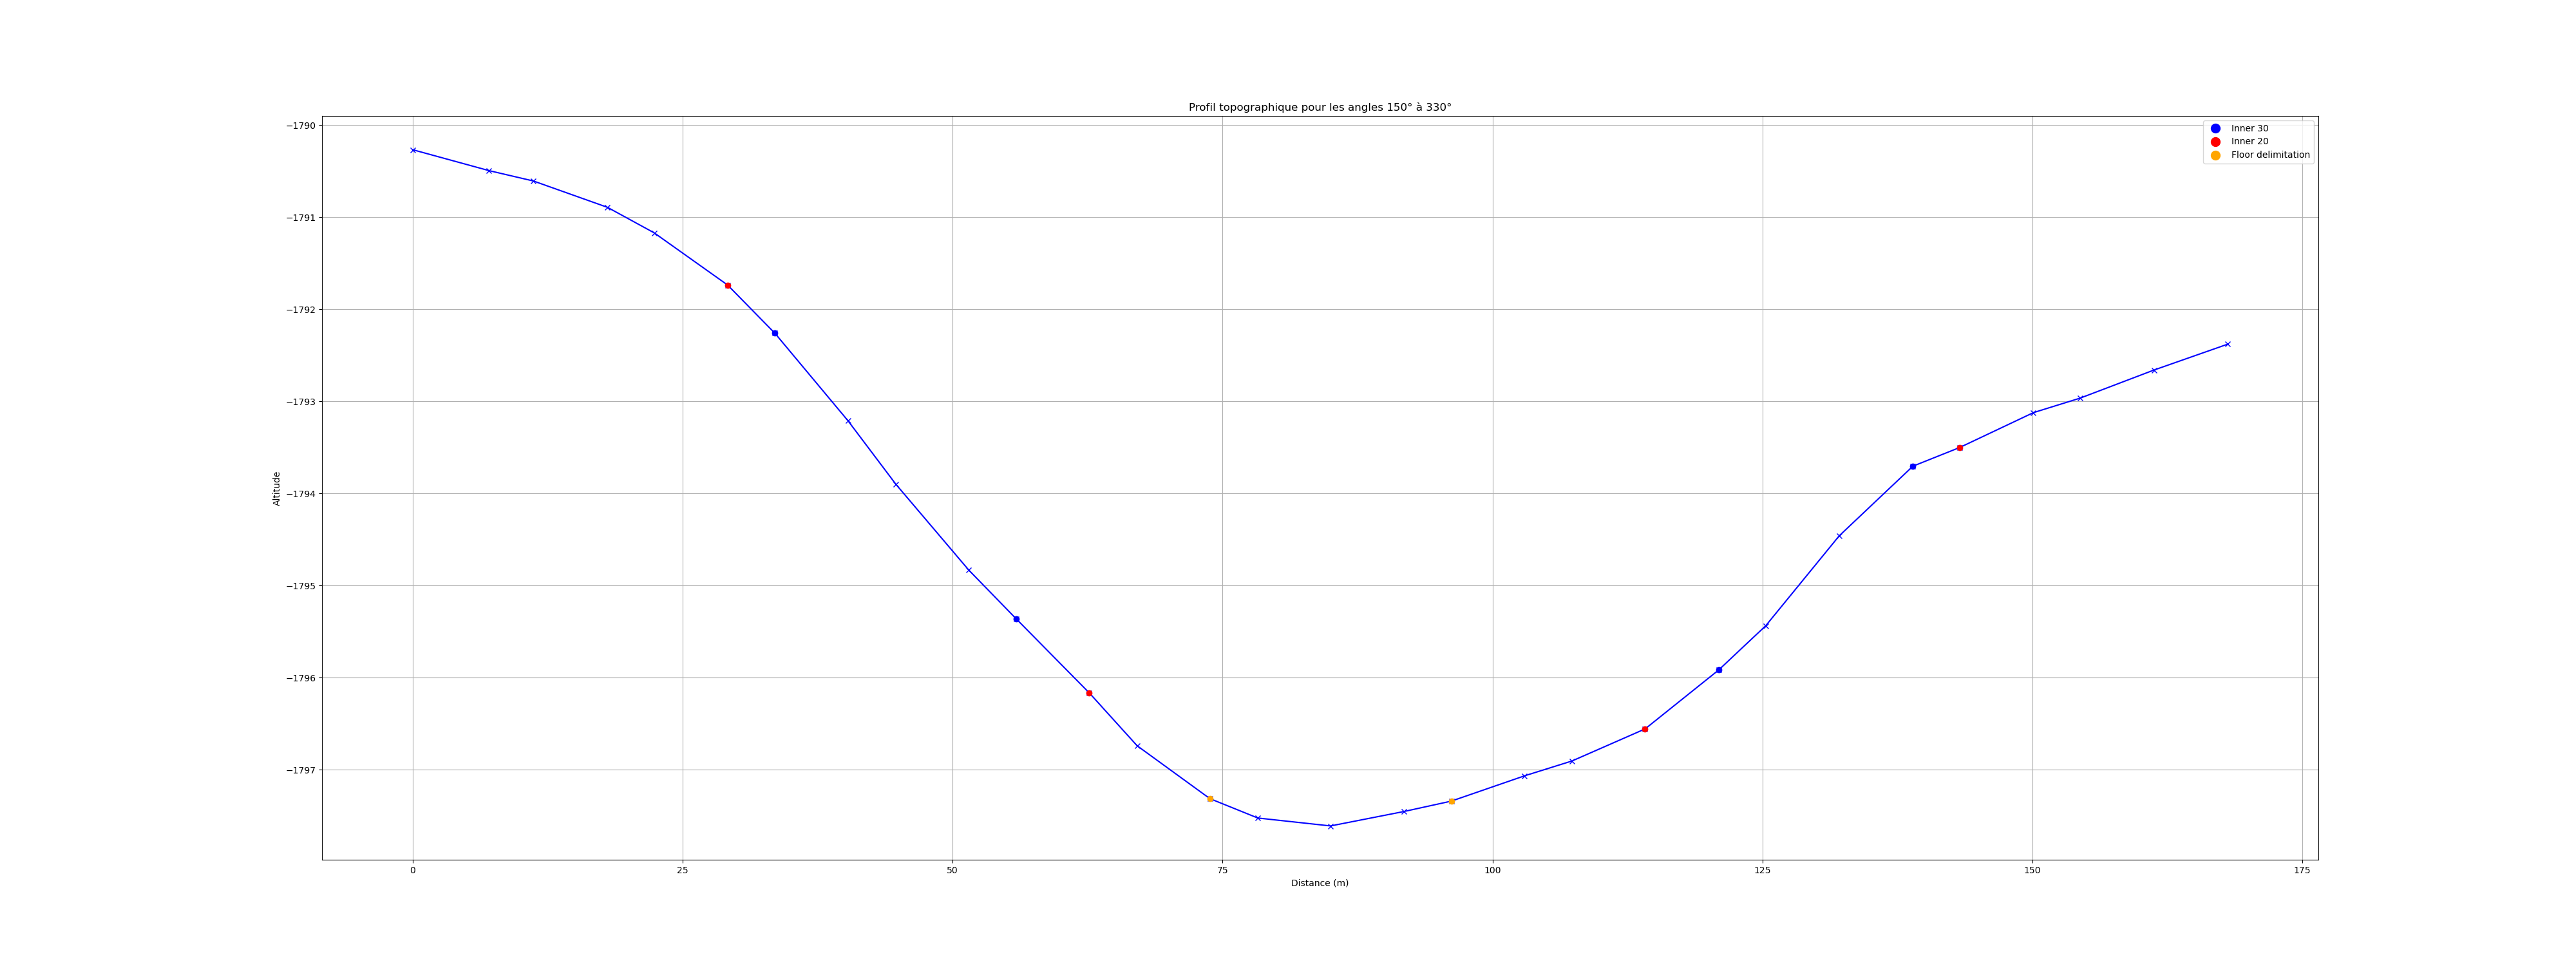 Profil topographique pour les angles 150° à 330°
Inner 30
Inner 20
Floor delimitation
Altitude
−1790
−1791
−1792
−1793
−1794
−1795
−1796
−1797
0
25
50
75
100
125
150
175
Distance (m)